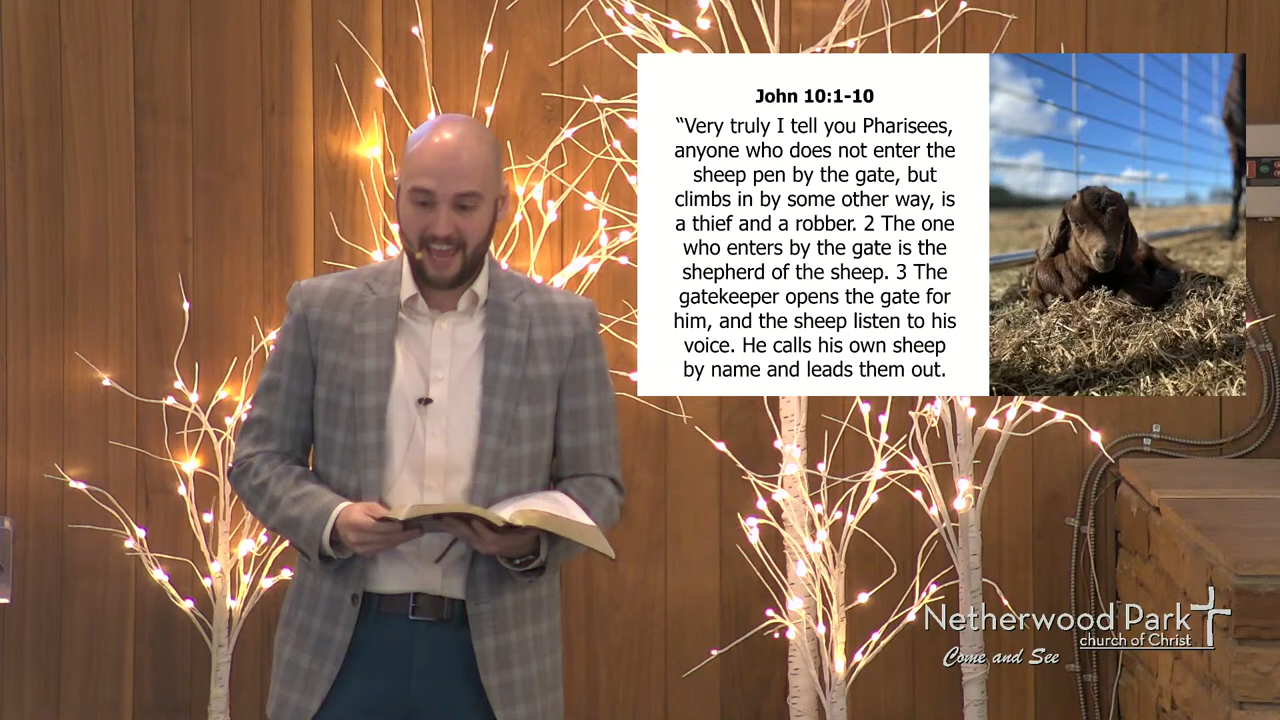 John 10:1-10
“Very truly I tell you Pharisees,
anyone who does not enter the
sheep pen by the gate, but
climbs in by some other way, is
a thief and a robber. 2 The one
who enters by the gate is the
shepherd of the sheep. 3 The
gatekeeper opens the gate for
him, and the sheep listen to his
voice. He calls his own sheep
by name and leads them out.
Netherwood Park
church of Christ
Come and See